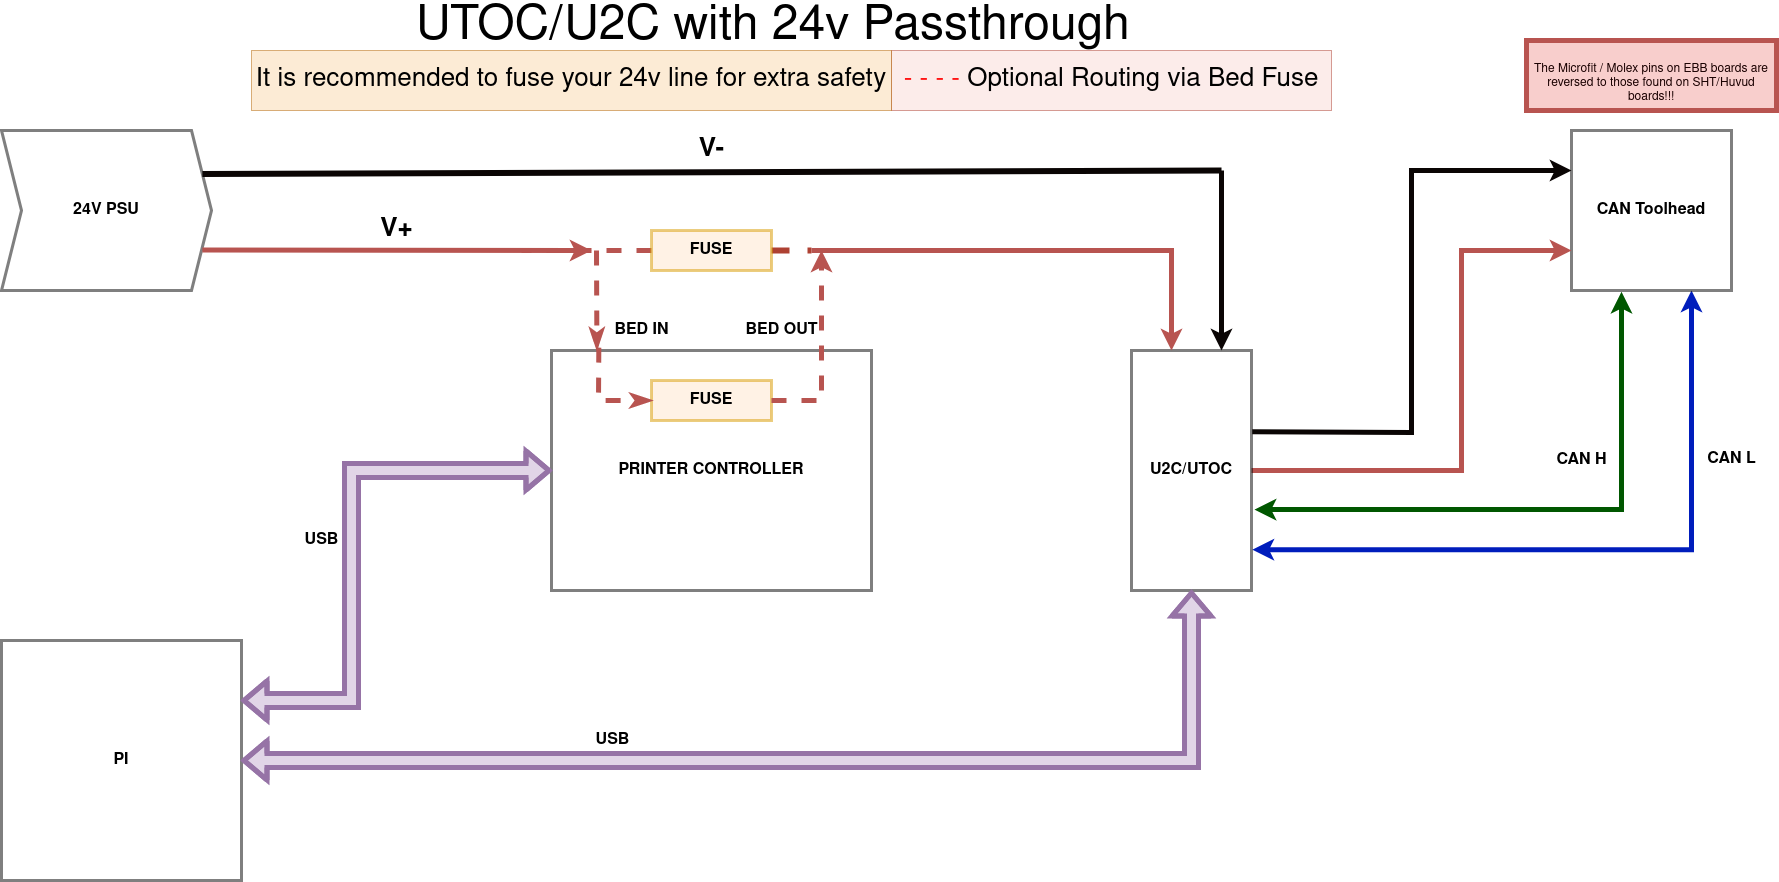 UTOC/U2C with 24v Passthrough
It is recommended to fuse your 24v line for extra safety
- - - - Optional Routing via Bed Fuse
The Microfit / Molex pins on EBB boards are
reversed to those found on SHT/Huvud
boards!!!
V-
24V PSU
CAN Toolhead
V+
FUSE
BED IN
BED OUT
FUSE
PRINTER CONTROLLER
U2C/UTOC
CAN H
CAN L
USB
USB
PI